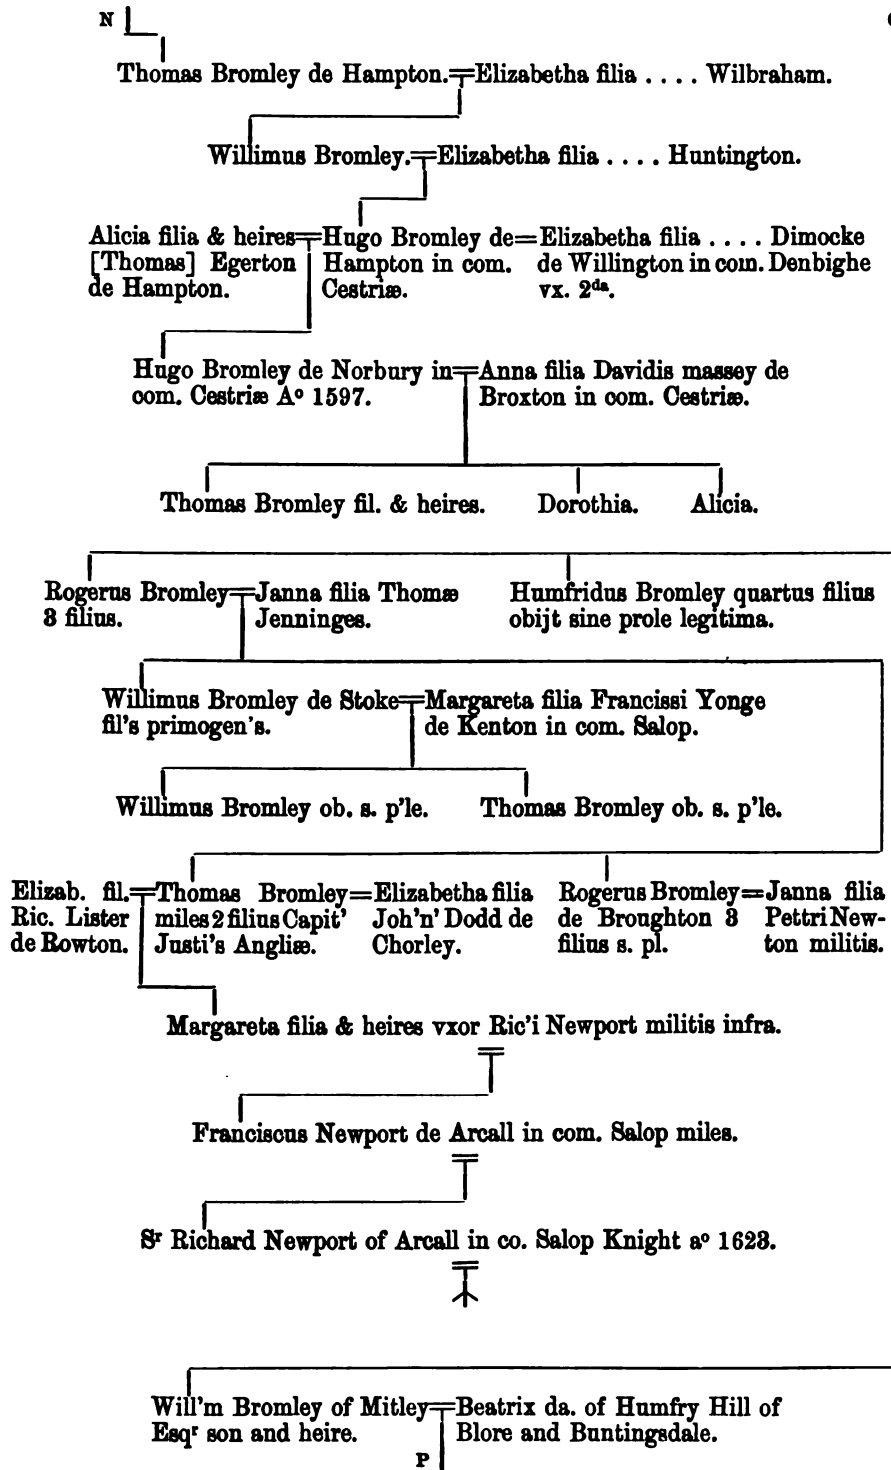 N
Thomas Bromley de Hampton.=Elizabetha filia .... Wilbraham.
Willimus Bromley.=Elizabetha filia .... Huntington.
Alicia filia & heires=Hugo Bromley de=Elizabetha filia .... Dimocke
[Thomas] Egerton Hampton in com. de Willington in com. Denbighe
de Hampton. Cestriæ. vx. 2da.
Hugo Bromley de Norbury in=Anna filia Davidis massey de
com. Cestriæ Aº 1597. Broxton in com. Cestriæ.
Thomas Bromley fil. & heires. Dorothia. Alicia.
Rogerus Bromley=Janna filia Thomæ Humfridus Bromley quartus filius
3 filius. Jenninges. obijt sine prole legitima.
Willimus Bromley de Stoke=Margareta filia Francissi Yonge
fil's primogen's. de Kenton in com. Salop.
Willimus Bromley ob. s. p'le. Thomas Bromley ob. s. p'le.
Elizab. fil.=Thomas Bromley=Elizabetha filia Rogerus Bromley=Janna filia
Ric. Lister miles 2 filius Capit' Joh'n' Dodd de de Broughton 3 Pettri New-
de Rowton. Justi's Angliæ. Chorley. filius s. pl. ton militis.
Margareta filia & heires vxor Ric'i Newport militis infra.
Franciscus Newport de Arcall in com. Salop miles.
Sr Richard Newport of Arcall in co. Salop Knight aº 1623.
Will'm Bromley of Mitley=Beatrix da. of Humfry Hill of
Esqr son and heire. Blore and Buntingsdale.
P